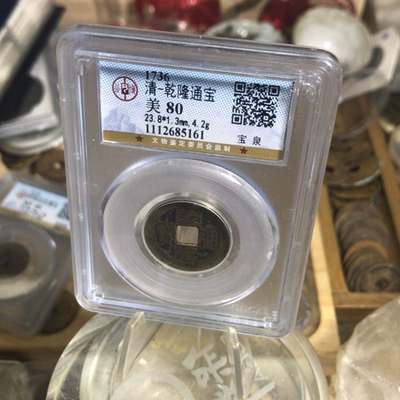 1736
清-乾隆通宝
美 80
23.8*1.3mm,4.2g
1112685161
宝 泉
★文物鉴定委员会监制★